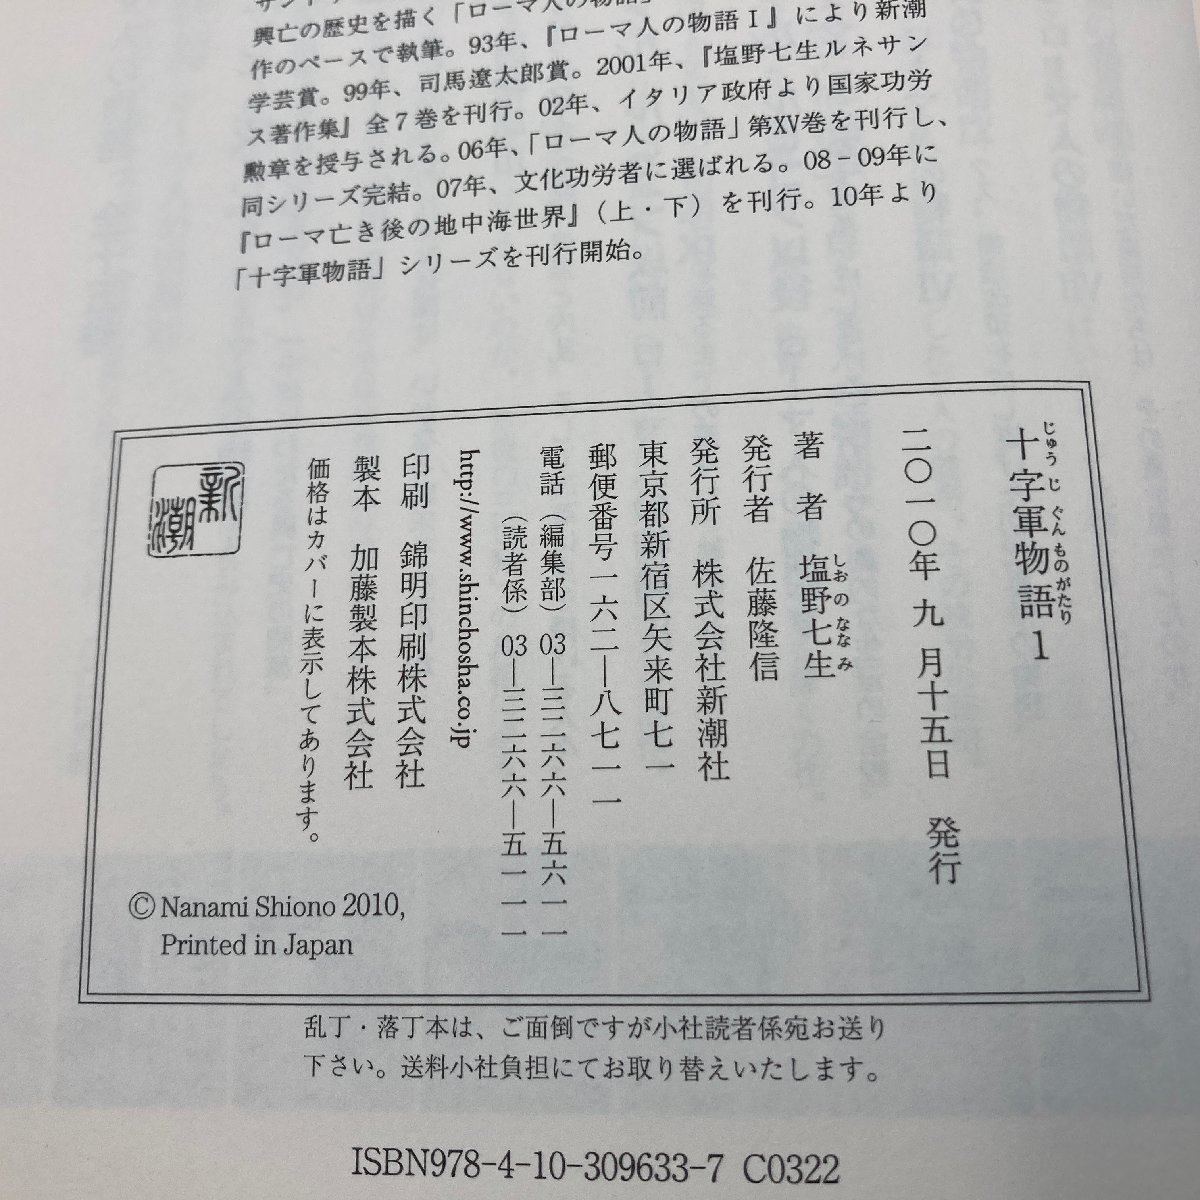 興亡の歴史を描く「ローマ人の物語」
作のペースで執筆。93年、『ローマ人の物語Ⅰ』により新潮
学芸賞。99年、司馬遼太郎賞。2001年、『塩野七生ルネサン
ス著作集』全7巻を刊行。02年、イタリア政府より国家功労
勲章を授与される。06年、「ローマ人の物語」第XV巻を刊行し、
同シリーズ完結。07年、文化功労者に選ばれる。08－09年に
『ローマ亡き後の地中海世界』（上・下）を刊行。10年より
「十字軍物語」シリーズを刊行開始。
十字軍物語1
じゅうじぐんものがたり
二〇一〇年 九 月十五日 発行
著 者 塩野七生
しおのななみ
発行者 佐藤隆信
発行所 株式会社新潮社
東京都新宿区矢来町七一
郵便番号一六二―八七一一
電話（編集部）03―三二六六―五六一一
（読者係）03―三二六六―五一一一
http://www.shinchosha.co.jp
印刷 錦明印刷株式会社
製本 加藤製本株式会社
価格はカバーに表示してあります。
新潮
© Nanami Shiono 2010,
Printed in Japan
乱丁・落丁本は、ご面倒ですが小社読者係宛お送り
下さい。送料小社負担にてお取り替えいたします。
ISBN978-4-10-309633-7 C0322